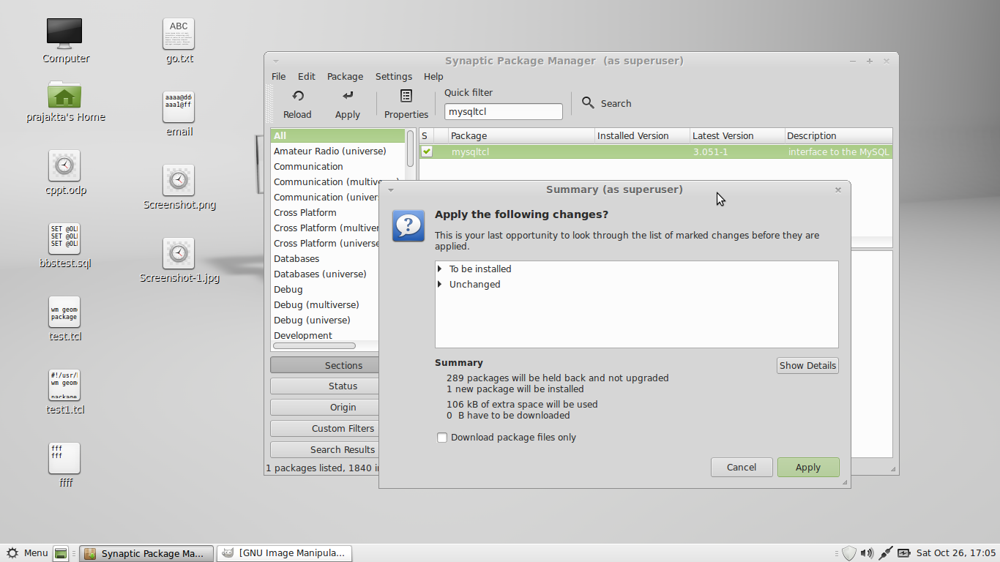 Computer
prajakta's Home
cppt.odp
SET @OL
SET @OL
SET @OL
bbstest.sql
wm geom
package
test.tcl
#!/usr/
wm geom
package
test1.tcl
fff
fff
ffff
ABC
go.txt
aaaa@dd
aaa1@ff
email
Screenshot.png
Screenshot-1.jpg
Synaptic Package Manager (as superuser)
File Edit Package Settings Help
Reload Apply Properties
Quick filter
mysqltcl
Search
All
Amateur Radio (universe)
Communication
Communication (multive
Communication (univer
Cross Platform
Cross Platform (multiver
Cross Platform (universe
Databases
Databases (universe)
Debug
Debug (multiverse)
Debug (universe)
Development
Sections
Status
Origin
Custom Filters
Search Results
1 packages listed, 1840 i
S Package Installed Version Latest Version Description
mysqltcl 3.051-1 interface to the MySQL
Summary (as superuser)
Apply the following changes?
This is your last opportunity to look through the list of marked changes before they are
applied.
To be installed
Unchanged
Summary
Show Details
289 packages will be held back and not upgraded
1 new package will be installed
106 kB of extra space will be used
0 B have to be downloaded
Download package files only
Cancel Apply
Menu Synaptic Package Ma... [GNU Image Manipula... Sat Oct 26, 17:05